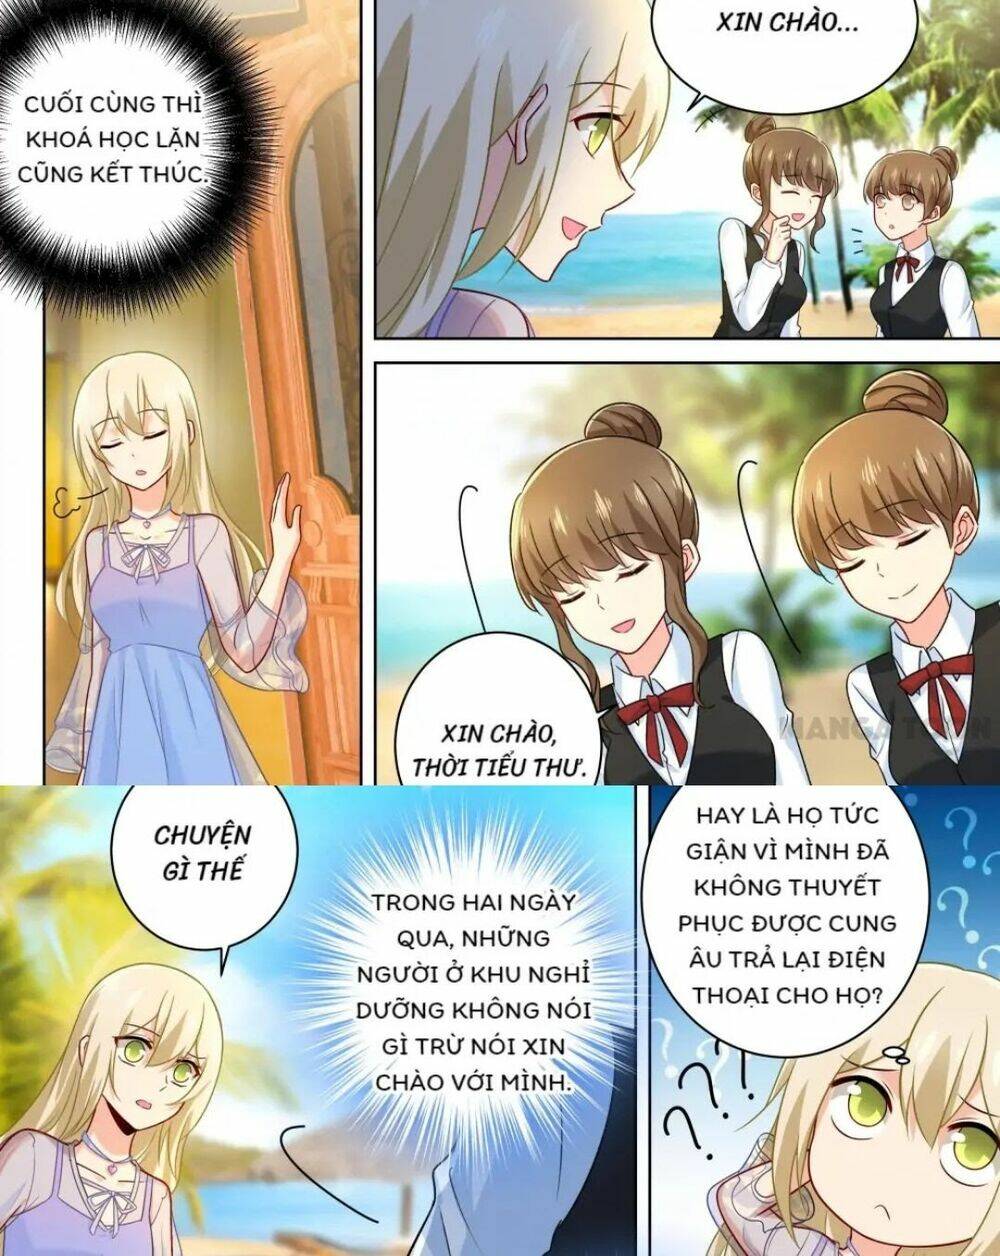 CUỐI CÙNG THÌ
KHOÁ HỌC LẶN
CŨNG KẾT THÚC.
XIN CHÀO...
XIN CHÀO,
THỜI TIỂU THƯ.
MANGATOON
CHUYỆN
GÌ THẾ
TRONG HAI NGÀY
QUA, NHỮNG
NGƯỜI Ở KHU NGHỈ
DƯỠNG KHÔNG NÓI
GÌ TRỪ NÓI XIN
CHÀO VỚI MÌNH.
HAY LÀ HỌ TỨC
GIẬN VÌ MÌNH ĐÃ
KHÔNG THUYẾT
PHỤC ĐƯỢC CUNG
ÂU TRẢ LẠI ĐIỆN
THOẠI CHO HỌ?
???